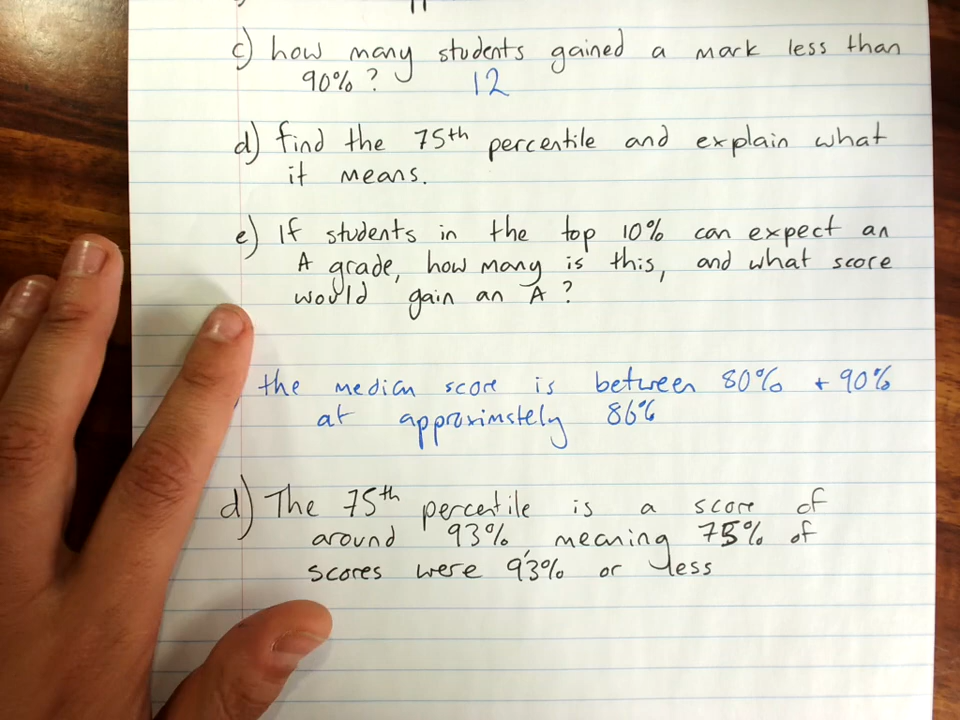 c) how many students gained a mark less than
90% ? 12
d) find the 75th percentile and explain what
it means.
e) If students in the top 10% can expect an
A grade, how many is this, and what score
would gain an A ?
the median score is between 80% + 90%
at approximstely 86%
d) The 75th percentile is a score of
around 93% meaning 75% of
scores were 93% or less